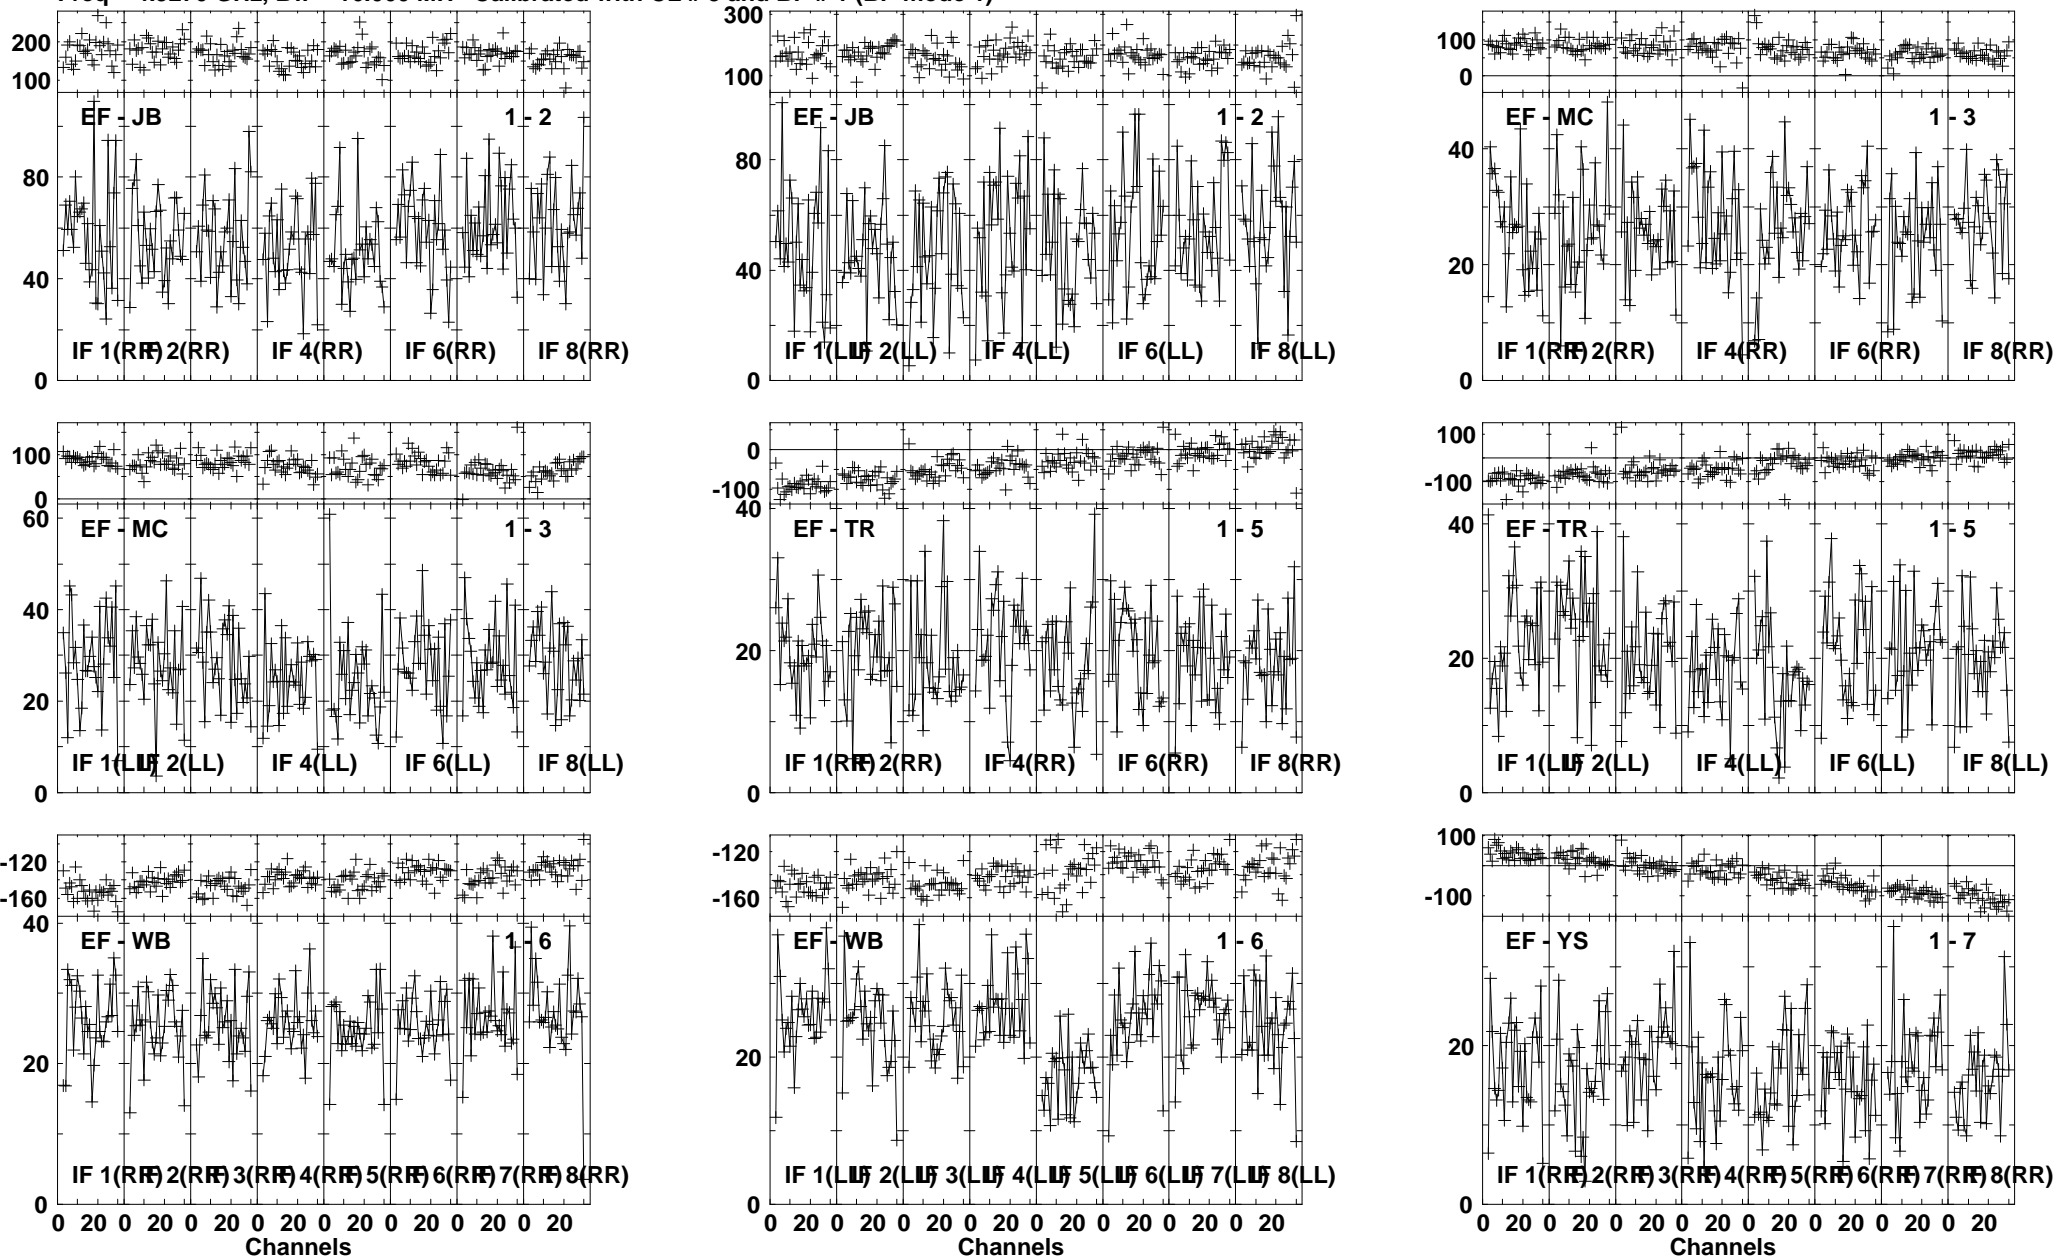 Calibrated with and BP mode
200 300 100
100 100 0
EF - JB 1 - 2 EF - JB 1 - 2 EF - MC 1 - 3
80 80 40
40 40 20
IF 1(RR) IF 2(RR) IF 4(RR) IF 6(RR) IF 8(RR) IF 1(LL) IF 2(LL) IF 4(LL) IF 6(LL) IF 8(LL) IF 1(RR) IF 2(RR) IF 4(RR) IF 6(RR) IF 8(RR)
0 0 0
100 0 100
0 -100 -100
60 40 40
EF - MC 1 - 3 EF - TR 1 - 5 EF - TR 1 - 5
40 20 20
20
IF 1(LL) IF 2(LL) IF 4(LL) IF 6(LL) IF 8(LL) IF 1(RR) IF 2(RR) IF 4(RR) IF 6(RR) IF 8(RR) IF 1(LL) IF 2(LL) IF 4(LL) IF 6(LL) IF 8(LL)
0 0 0
-120 -120 100
-160 -160 -100
40
EF - WB 1 - 6 EF - WB 1 - 6 EF - YS 1 - 7
20 20 20
IF 1(RR) IF 2(RR) IF 3(RR) IF 4(RR) IF 5(RR) IF 6(RR) IF 7(RR) IF 8(RR) IF 1(LL) IF 2(LL) IF 3(LL) IF 4(LL) IF 5(LL) IF 6(LL) IF 7(LL) IF 8(LL) IF 1(RR) IF 2(RR) IF 3(RR) IF 4(RR) IF 5(RR) IF 6(RR) IF 7(RR) IF 8(RR)
0 0 0
0 20 0 20 0 20 0 20 0 20 0 20 0 20 0 20 0 20 0 20 0 20 0 20 0 20 0 20 0 20 0 20 0 20 0 20 0 20 0 20 0 20 0 20 0 20 0 20
Channels Channels Channels